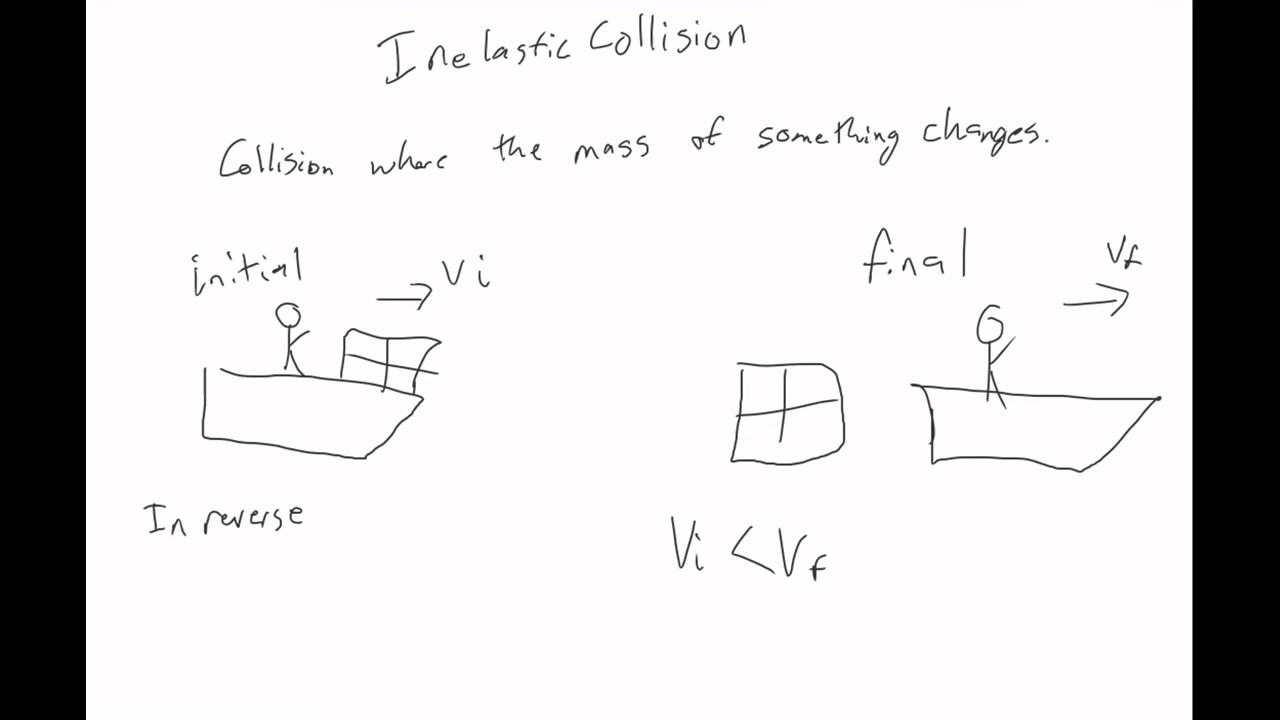 Inelastic Collision
Collision where the mass of something changes.
initial
Vi
final
Vf
In reverse
Vi < Vf